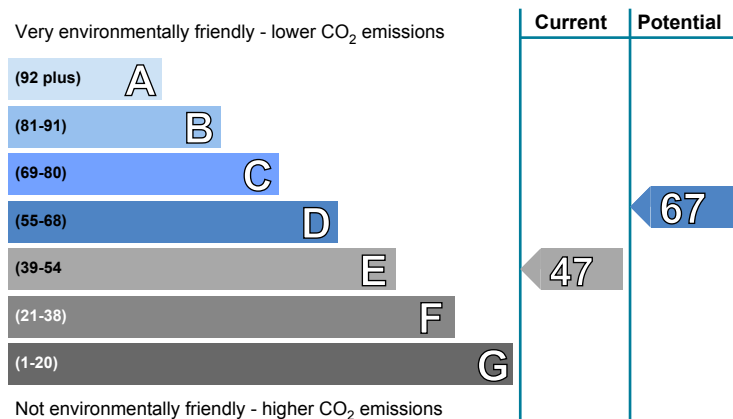 Current Potential
Very environmentally friendly - lower CO₂ emissions
(92 plus) A
(81-91) B
(69-80) C
67
(55-68) D
(39-54 E 47
(21-38) F
(1-20) G
Not environmentally friendly - higher CO₂ emissions